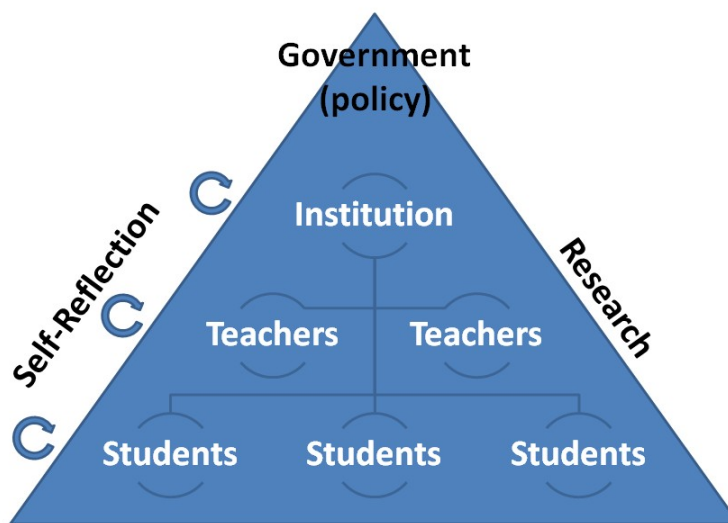 Government
(policy)
Institution
Self-Reflection
Research
Teachers
Teachers
Students
Students
Students